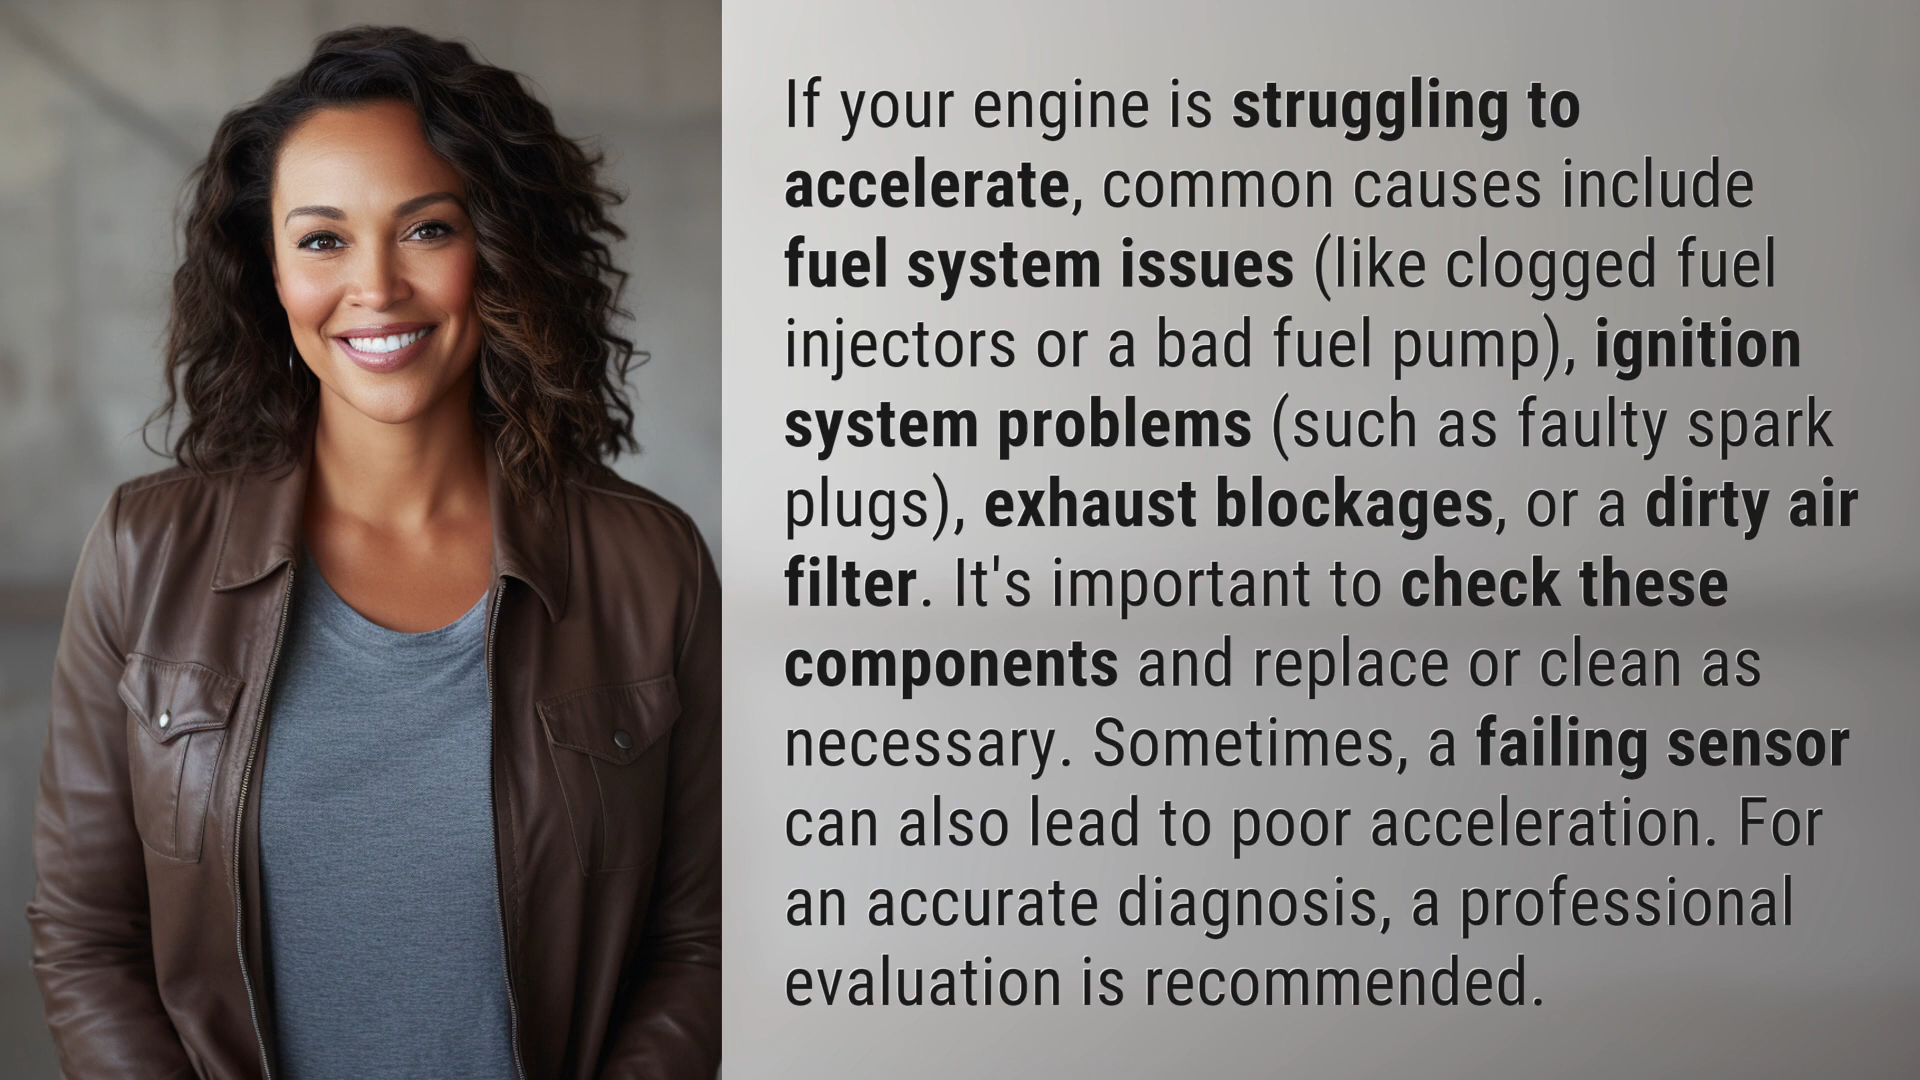 If your engine is struggling to
accelerate, common causes include
fuel system issues (like clogged fuel
injectors or a bad fuel pump), ignition
system problems (such as faulty spark
plugs), exhaust blockages, or a dirty air
filter. It's important to check these
components and replace or clean as
necessary. Sometimes, a failing sensor
can also lead to poor acceleration. For
an accurate diagnosis, a professional
evaluation is recommended.